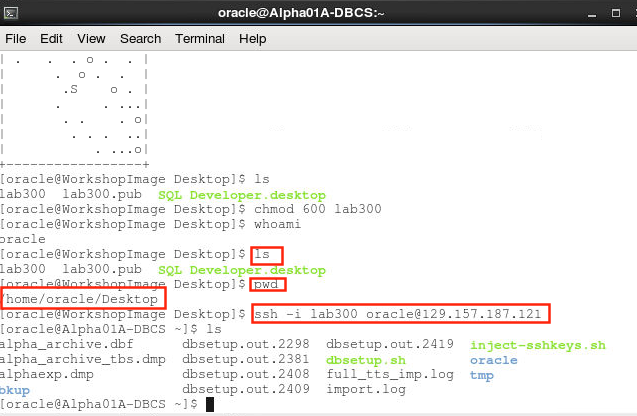 oracle@Alpha01A-DBCS:~
File Edit View Search Terminal Help
| .   .  . o .  . |
|      .  o .  .  |
|       .S    o . |
|      .     . ...|
|       . .    . o|
|        . . .  ..|
|           . ...o|
+-----------------+
[oracle@WorkshopImage Desktop]$ ls
lab300  lab300.pub  SQL Developer.desktop
[oracle@WorkshopImage Desktop]$ chmod 600 lab300
[oracle@WorkshopImage Desktop]$ whoami
oracle
[oracle@WorkshopImage Desktop]$ ls
lab300  lab300.pub  SQL Developer.desktop
[oracle@WorkshopImage Desktop]$ pwd
/home/oracle/Desktop
[oracle@WorkshopImage Desktop]$ ssh -i lab300 oracle@129.157.187.121
[oracle@Alpha01A-DBCS ~]$ ls
alpha_archive.dbf      dbsetup.out.2298  dbsetup.out.2419  inject-sshkeys.sh
alpha_archive_tbs.dmp  dbsetup.out.2381  dbsetup.sh        oracle
alphaexp.dmp           dbsetup.out.2408  full_tts_imp.log  tmp
bkup                   dbsetup.out.2409  import.log
[oracle@Alpha01A-DBCS ~]$